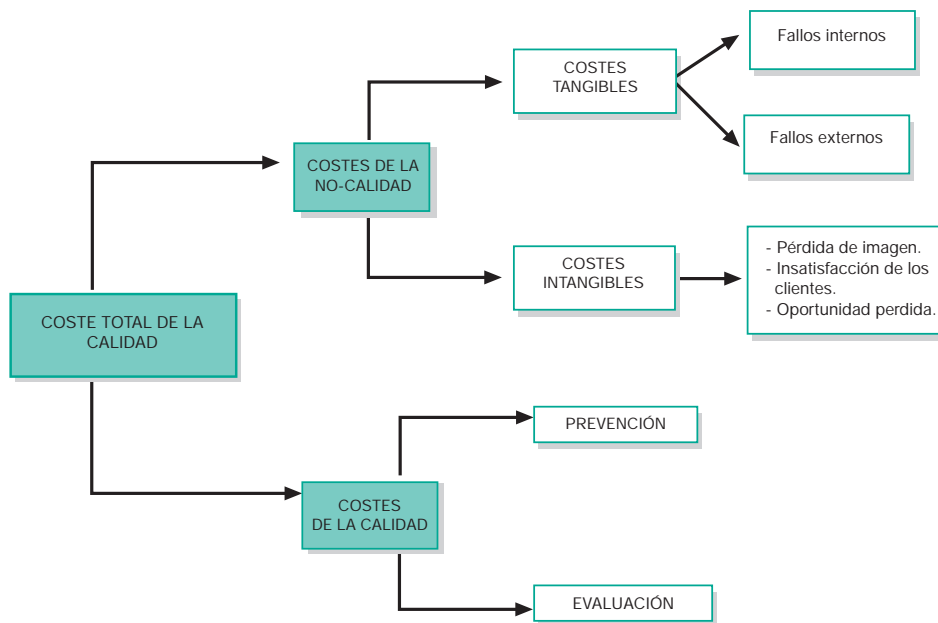 Fallos internos
COSTES
TANGIBLES
Fallos externos
COSTES DE LA
NO-CALIDAD
- Pérdida de imagen.
- Insatisfacción de los
clientes.
- Oportunidad perdida.
COSTES
INTANGIBLES
COSTE TOTAL DE LA
CALIDAD
PREVENCIÓN
COSTES
DE LA CALIDAD
EVALUACIÓN